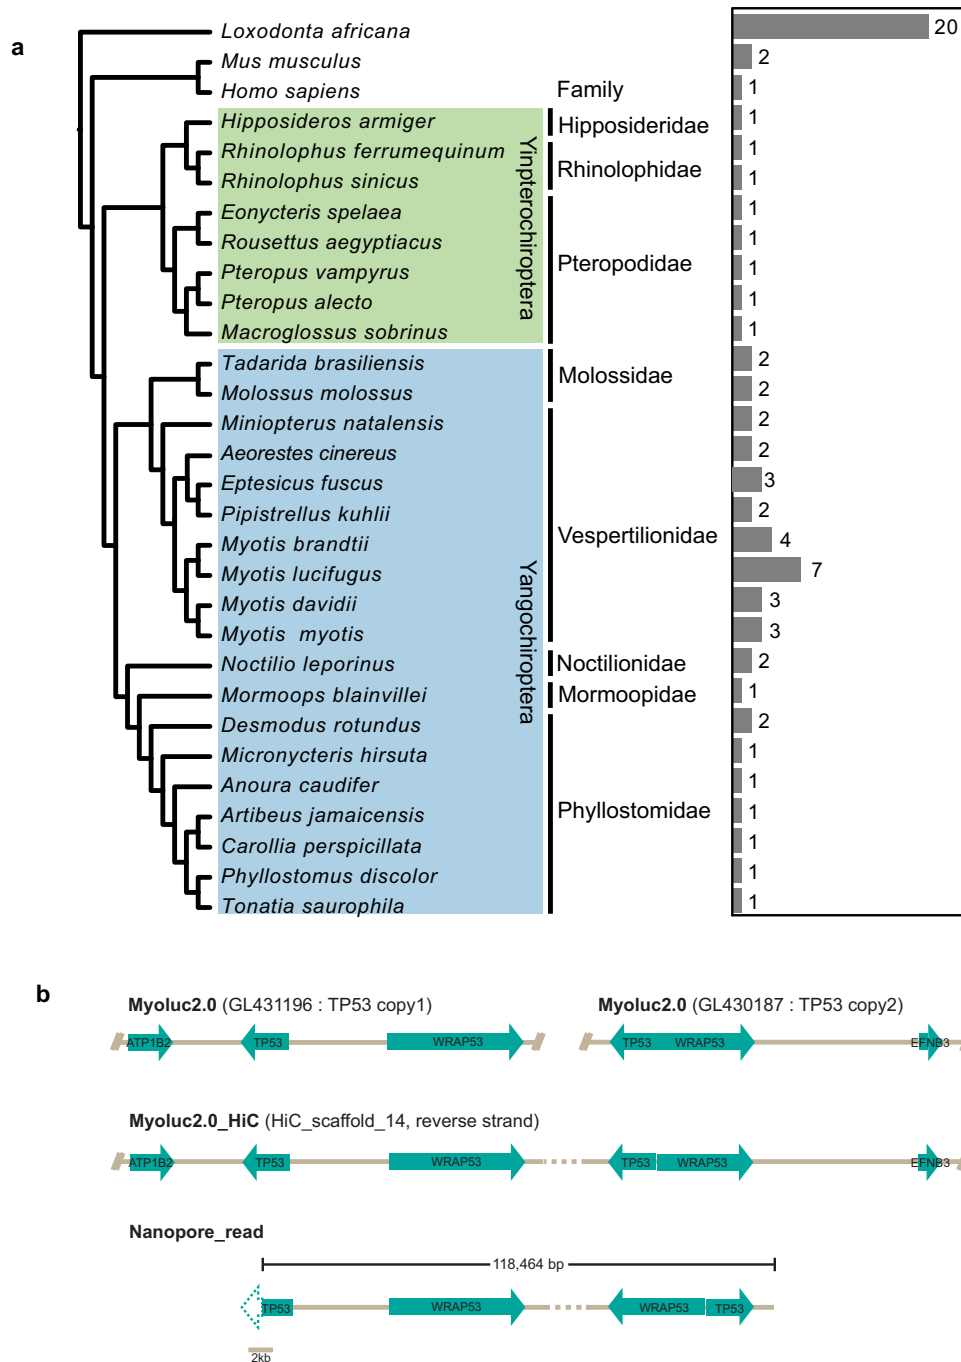 a
Loxodonta africana 20
Mus musculus 2
Homo sapiens Family 1
Hipposideros armiger Hipposideridae 1
Rhinolophus ferrumequinum 1
Rhinolophidae
Rhinolophus sinicus 1
Eonycteris spelaea 1
Rousettus aegyptiacus 1
Pteropodidae
Pteropus vampyrus 1
Pteropus alecto 1
Macroglossus sobrinus 1
Yinpterochiroptera
Tadarida brasiliensis 2
Molossidae
Molossus molossus 2
Miniopterus natalensis 2
Aeorestes cinereus 2
Eptesicus fuscus 3
Pipistrellus kuhlii 2
Vespertilionidae
Myotis brandtii 4
Myotis lucifugus 7
Myotis davidii 3
Myotis myotis 3
Yangochiroptera
Noctilio leporinus Noctilionidae 2
Mormoops blainvillei Mormoopidae 1
Desmodus rotundus 2
Micronycteris hirsuta 1
Anoura caudifer 1
Phyllostomidae
Artibeus jamaicensis 1
Carollia perspicillata 1
Phyllostomus discolor 1
Tonatia saurophila 1
b
Myoluc2.0 (GL431196 : TP53 copy1)
ATP1B2 TP53 WRAP53
Myoluc2.0 (GL430187 : TP53 copy2)
TP53 WRAP53 EFNB3
Myoluc2.0_HiC (HiC_scaffold_14, reverse strand)
ATP1B2 TP53 WRAP53 TP53 WRAP53 EFNB3
Nanopore_read
118,464 bp
TP53 WRAP53 WRAP53 TP53
2kb